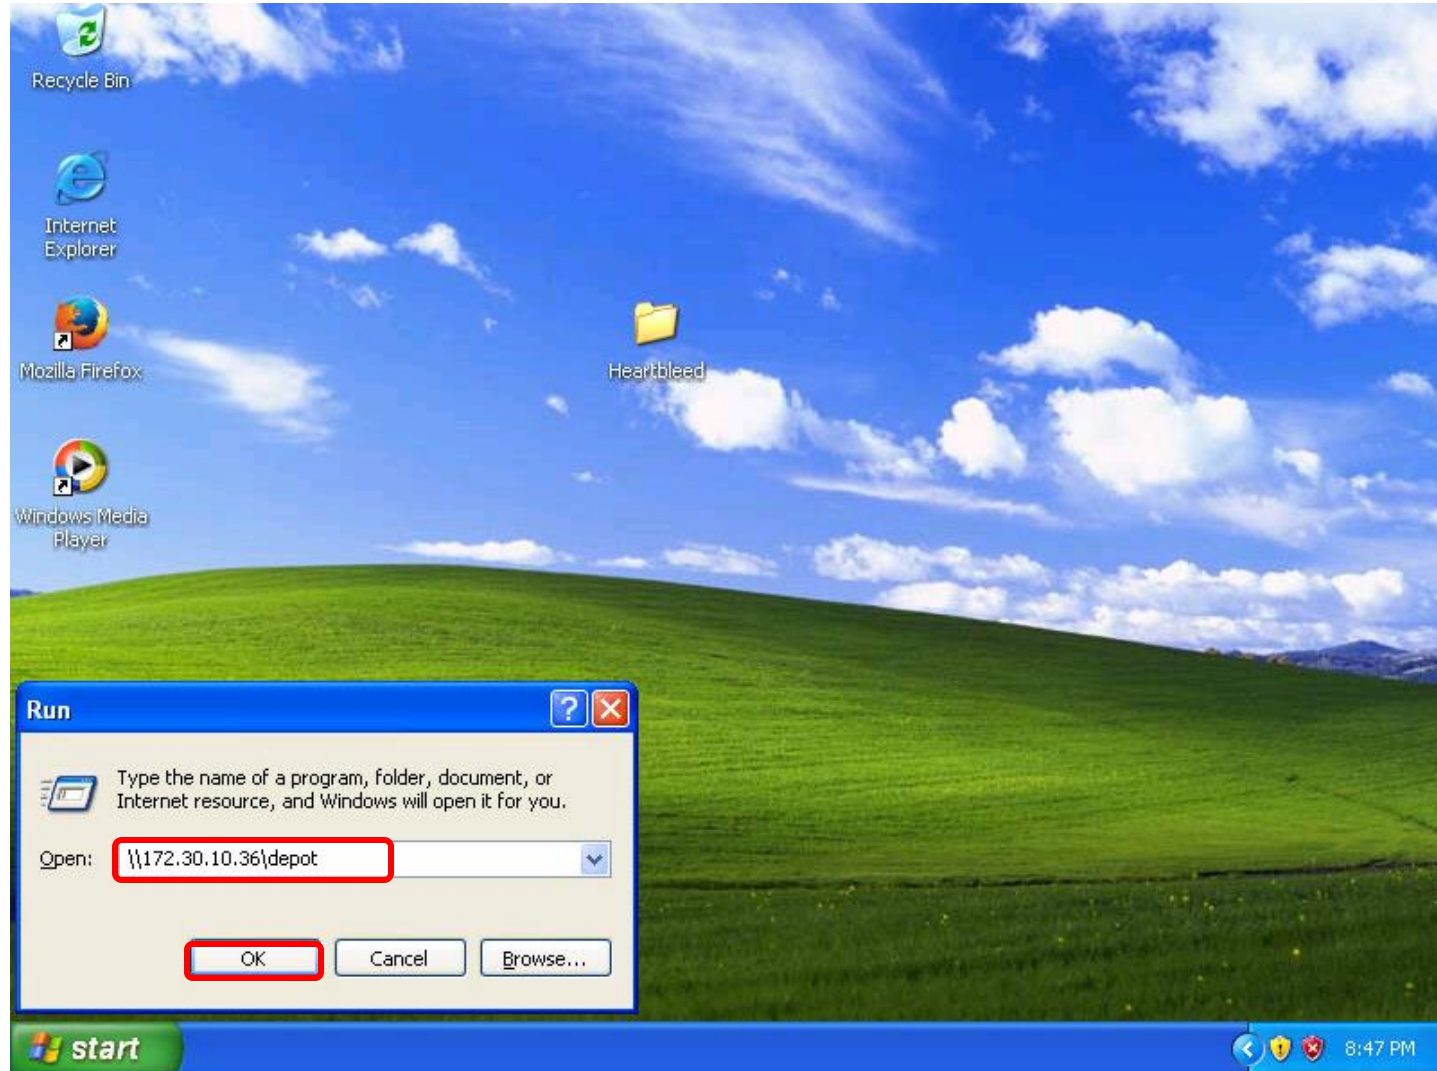 Recycle Bin
Internet
Explorer
Mozilla Firefox
Heartbleed
Windows Media
Player
Run
Type the name of a program, folder, document, or
Internet resource, and Windows will open it for you.
Open: \\172.30.10.36\depot
OK Cancel Browse...
start 8:47 PM